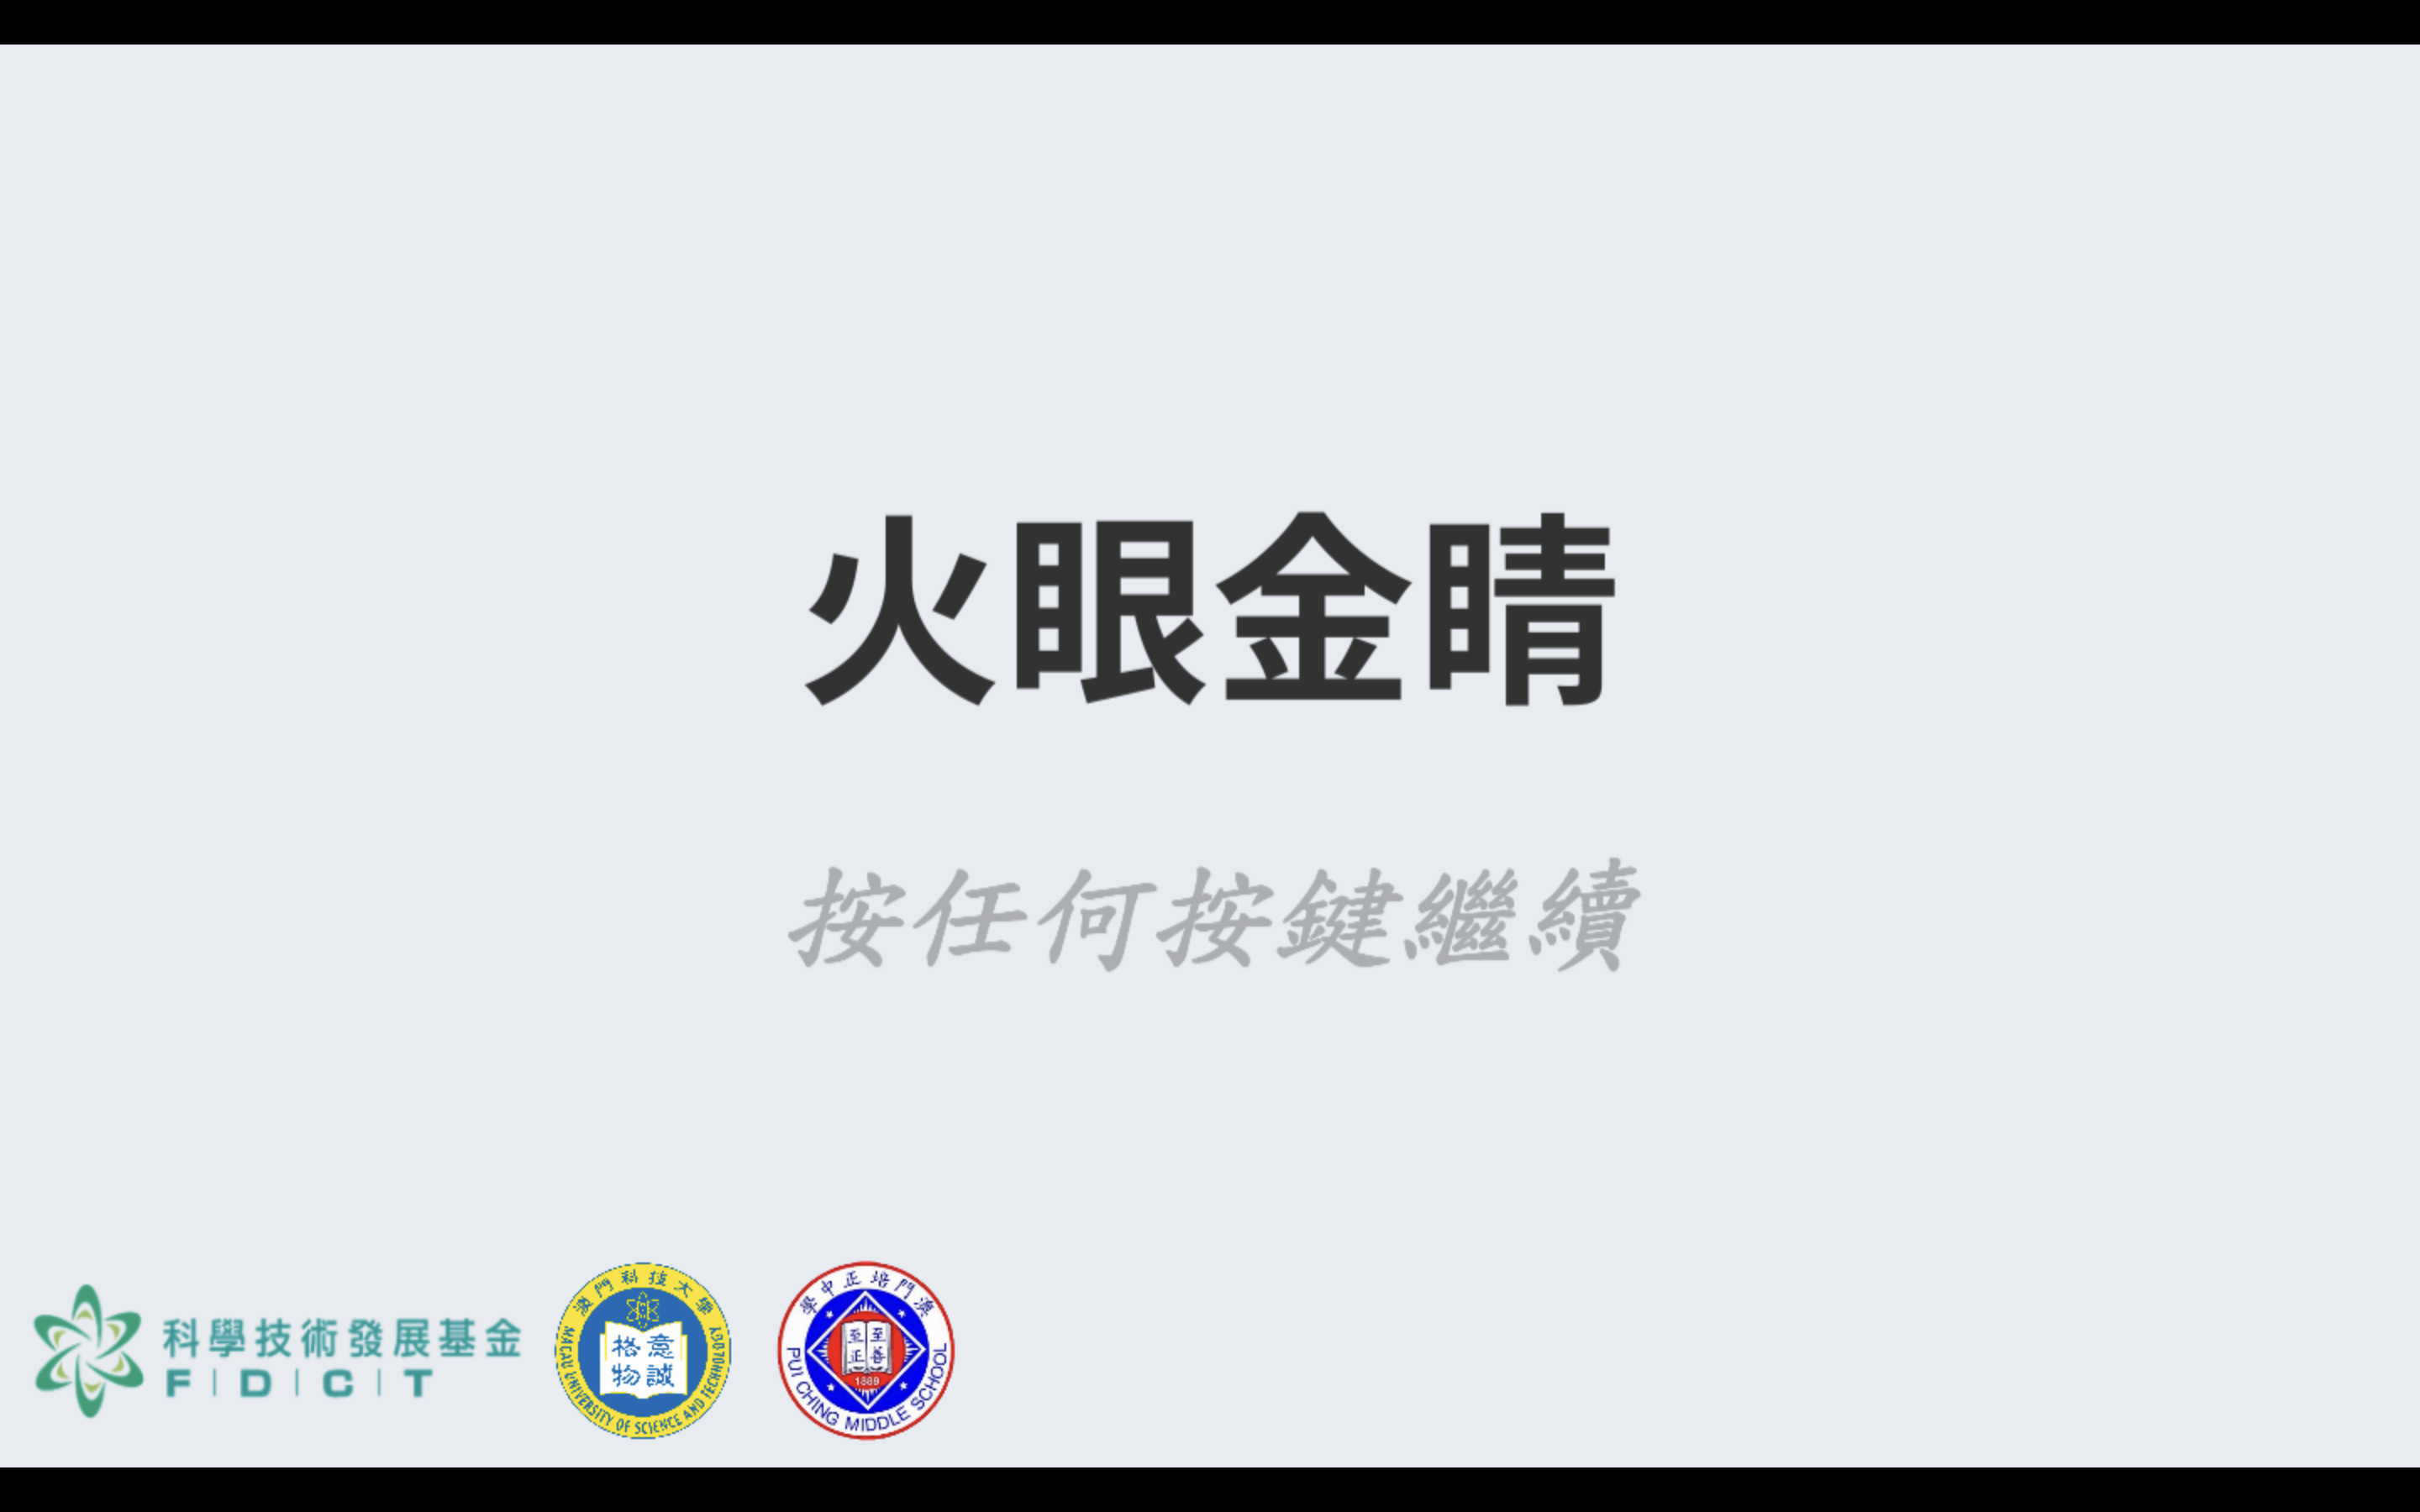 火眼金睛
按任何按鍵繼續
科學技術發展基金
F | D | C | T
澳門科技大學
意誠
格物
MACAU UNIVERSITY OF SCIENCE AND TECHNOLOGY
學中正培門澳
至善
至正
1889
PUI CHING MIDDLE SCHOOL